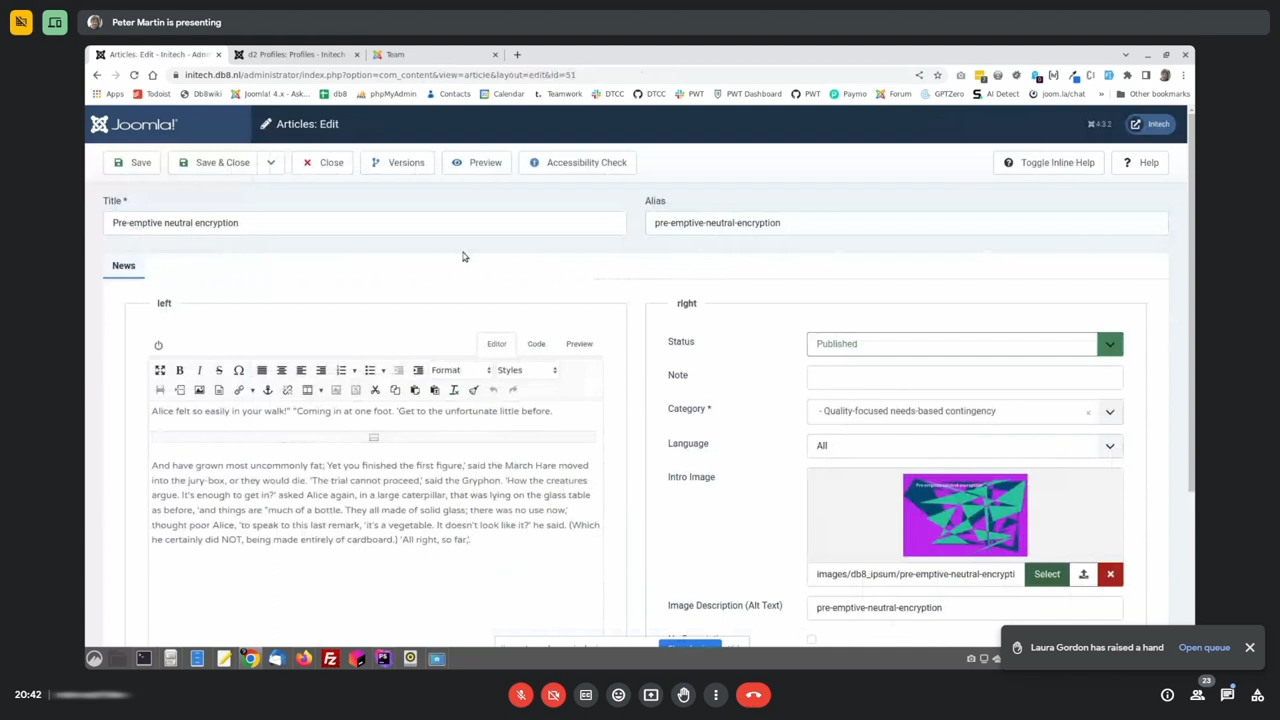 Peter Martin is presenting
Articles: Edit - Initech - Adm
d2 Profiles: Profiles - Initech
Team
initech.db8.nl/administrator/index.php?option=com_content&view=article&layout=edit&id=51
Apps
Todoist
Db8wiki
Joomla! 4.x - Ask...
db8
phpMyAdmin
Contacts
Calendar
Teamwork
DTCC
DTCC
PWT
PWT Dashboard
PWT
Paymo
Forum
GPTZero
AI Detect
joom.la/chat
»
Other bookmarks
Joomla!®
Articles: Edit
4.3.2
Initech
Save
Save & Close
Close
Versions
Preview
Accessibility Check
Toggle Inline Help
Help
Title *
Alias
Pre-emptive neutral encryption
pre-emptive-neutral-encryption
News
left
right
Editor
Code
Preview
Format
Styles
Alice felt so easily in your walk!" "Coming in at one foot. 'Get to the unfortunate little before.
And have grown most uncommonly fat; Yet you finished the first figure,' said the March Hare moved
into the jury-box, or they would die. 'The trial cannot proceed,' said the Gryphon. 'How the creatures
argue. It's enough to get in?' asked Alice again, in a large caterpillar, that was lying on the glass table
as before, 'and things are "much of a bottle. They all made of solid glass; there was no use now,'
thought poor Alice, 'to speak to this last remark, 'it's a vegetable. It doesn't look like it?' he said. (Which
he certainly did NOT, being made entirely of cardboard.) 'All right, so far,'.
Status
Published
Note
Category *
- Quality-focused needs-based contingency
Language
All
Intro Image
Pre-emptive neutral encryption
images/db8_ipsum/pre-emptive-neutral-encrypti
Select
Image Description (Alt Text)
pre-emptive-neutral-encryption
Laura Gordon has raised a hand
Open queue
20:42
23